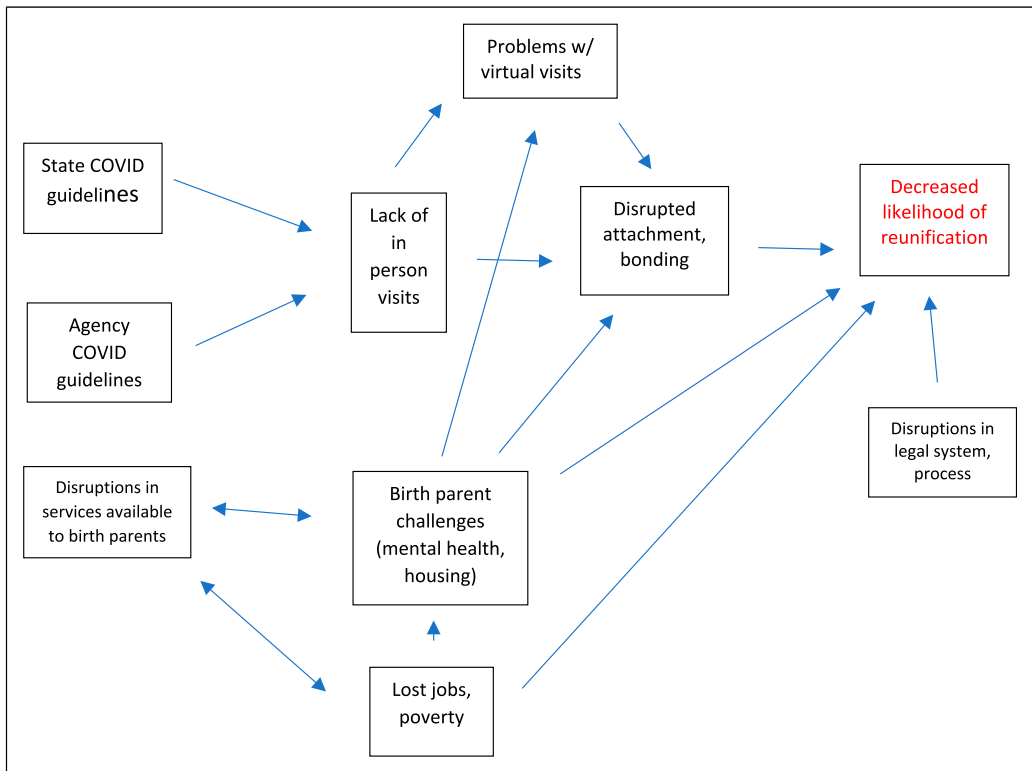 Problems w/
virtual visits
State COVID
guidelines
Lack of
in
person
visits
Disrupted
attachment,
bonding
Decreased
likelihood of
reunification
Agency
COVID
guidelines
Disruptions in
legal system,
process
Disruptions in
services available
to birth parents
Birth parent
challenges
(mental health,
housing)
Lost jobs,
poverty